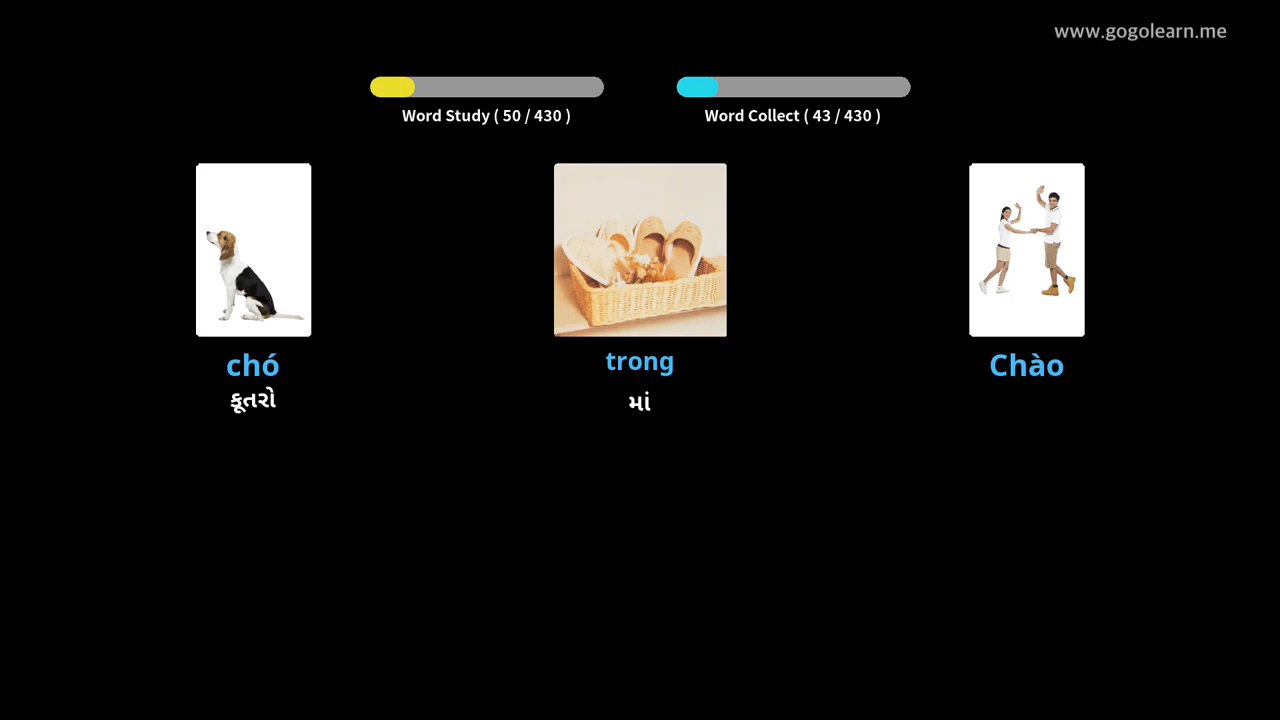 www.gogolearn.me
Word Study ( 50 / 430 )
Word Collect ( 43 / 430 )
chó
કૂતરો
trong
માં
Chào